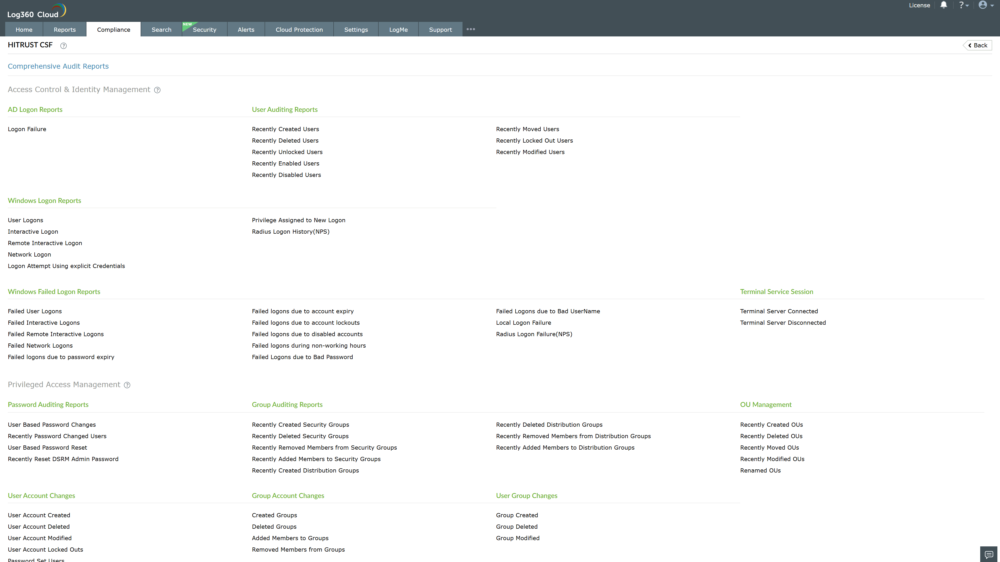 License
?
Log360 Cloud
Home
Reports
Compliance
Search
NEW
Security
Alerts
Cloud Protection
Settings
LogMe
Support
HITRUST CSF ?
Back
Comprehensive Audit Reports
Access Control & Identity Management ?
AD Logon Reports
Logon Failure
User Auditing Reports
Recently Created Users
Recently Deleted Users
Recently Unlocked Users
Recently Enabled Users
Recently Disabled Users
Recently Moved Users
Recently Locked Out Users
Recently Modified Users
Windows Logon Reports
User Logons
Interactive Logon
Remote Interactive Logon
Network Logon
Logon Attempt Using explicit Credentials
Privilege Assigned to New Logon
Radius Logon History(NPS)
Windows Failed Logon Reports
Failed User Logons
Failed Interactive Logons
Failed Remote Interactive Logons
Failed Network Logons
Failed logons due to password expiry
Failed logons due to account expiry
Failed logons due to account lockouts
Failed logons due to disabled accounts
Failed logons during non-working hours
Failed Logons due to Bad Password
Failed Logons due to Bad UserName
Local Logon Failure
Radius Logon Failure(NPS)
Terminal Service Session
Terminal Server Connected
Terminal Server Disconnected
Privileged Access Management ?
Password Auditing Reports
User Based Password Changes
Recently Password Changed Users
User Based Password Reset
Recently Reset DSRM Admin Password
Group Auditing Reports
Recently Created Security Groups
Recently Deleted Security Groups
Recently Removed Members from Security Groups
Recently Added Members to Security Groups
Recently Created Distribution Groups
Recently Deleted Distribution Groups
Recently Removed Members from Distribution Groups
Recently Added Members to Distribution Groups
OU Management
Recently Created OUs
Recently Deleted OUs
Recently Moved OUs
Recently Modified OUs
Renamed OUs
User Account Changes
User Account Created
User Account Deleted
User Account Modified
User Account Locked Outs
Password Set Users
Group Account Changes
Created Groups
Deleted Groups
Added Members to Groups
Removed Members from Groups
User Group Changes
Group Created
Group Deleted
Group Modified